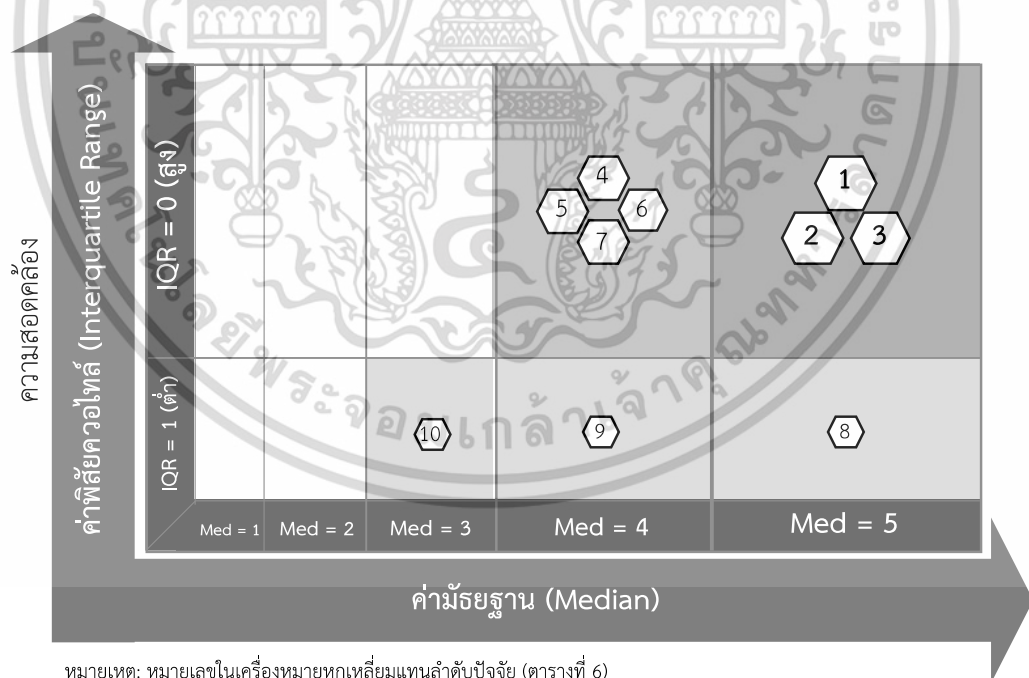 ความสอดคล้อง
ค่าพิสัยควอไทล์ (Interquartile Range)
IQR = 0 (สูง)
4
5
6
7
1
2
3
IQR = 1 (ต่ำ)
10
9
8
Med = 1
Med = 2
Med = 3
Med = 4
Med = 5
ค่ามัธยฐาน (Median)
หมายเหตุ: หมายเลขในเครื่องหมายหกเหลี่ยมแทนลำดับปัจจัย (ตารางที่ 6)